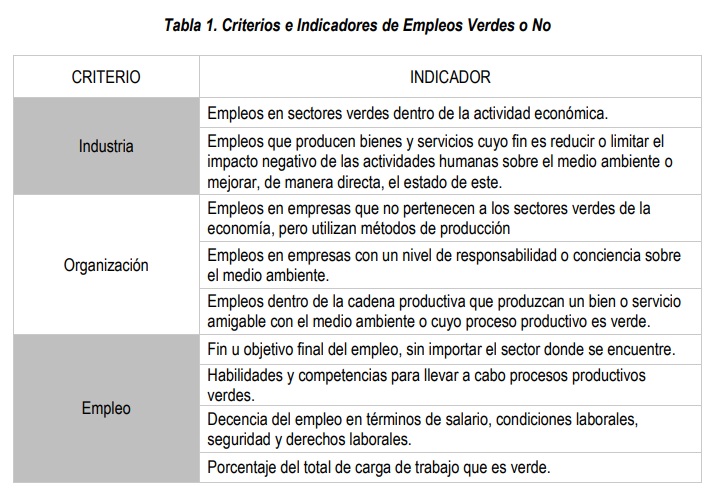 Tabla 1. Criterios e Indicadores de Empleos Verdes o No
CRITERIO
INDICADOR
Industria
Empleos en sectores verdes dentro de la actividad económica.
Empleos que producen bienes y servicios cuyo fin es reducir o limitar el
impacto negativo de las actividades humanas sobre el medio ambiente o
mejorar, de manera directa, el estado de este.
Organización
Empleos en empresas que no pertenecen a los sectores verdes de la
economía, pero utilizan métodos de producción
Empleos en empresas con un nivel de responsabilidad o conciencia sobre
el medio ambiente.
Empleos dentro de la cadena productiva que produzcan un bien o servicio
amigable con el medio ambiente o cuyo proceso productivo es verde.
Empleo
Fin u objetivo final del empleo, sin importar el sector donde se encuentre.
Habilidades y competencias para llevar a cabo procesos productivos
verdes.
Decencia del empleo en términos de salario, condiciones laborales,
seguridad y derechos laborales.
Porcentaje del total de carga de trabajo que es verde.